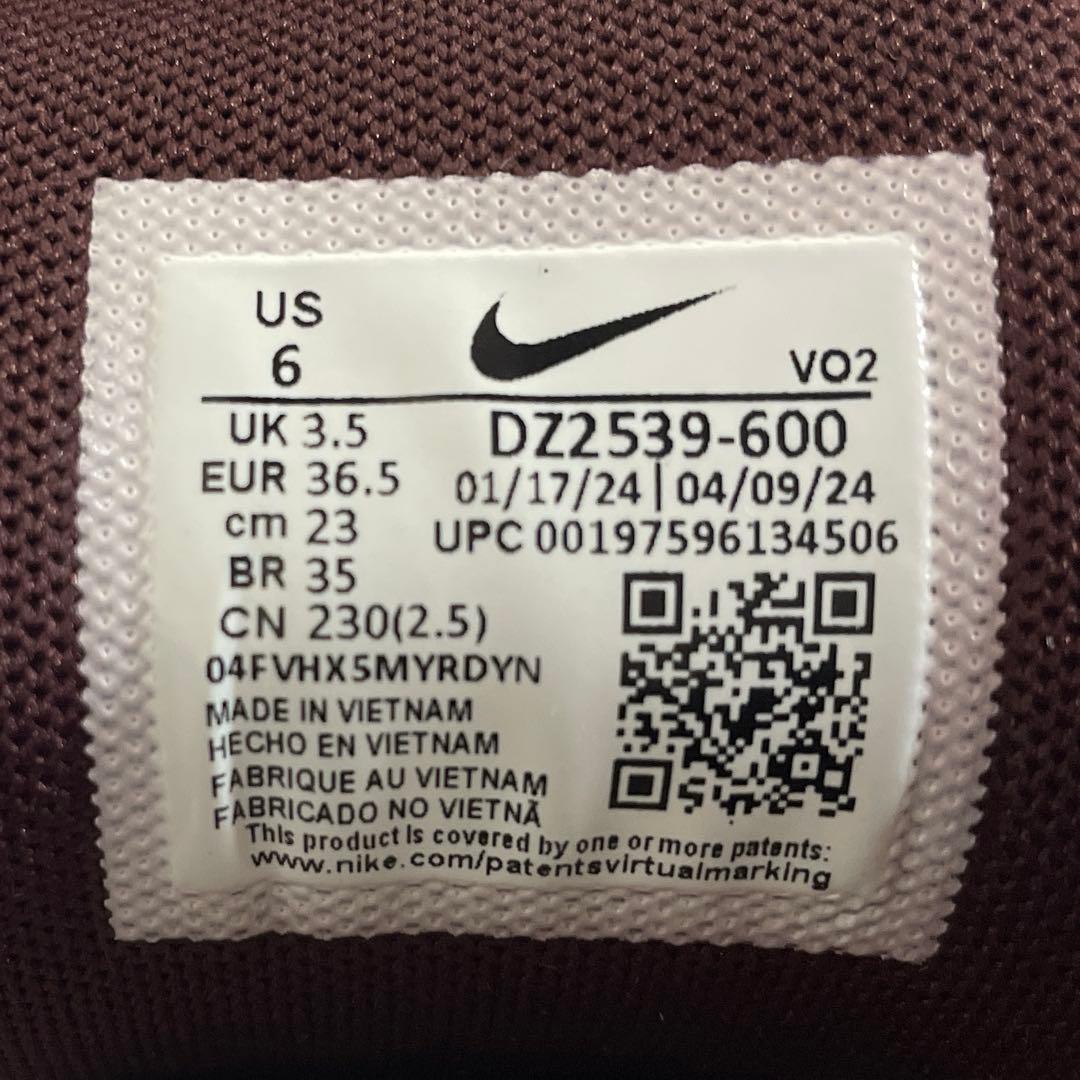 US
6
VO2
UK 3.5
EUR 36.5
cm 23
BR 35
CN 230(2.5)
DZ2539-600
01/17/24 | 04/09/24
UPC 00197596134506
04FVHX5MYRDYN
MADE IN VIETNAM
HECHO EN VIETNAM
FABRIQUE AU VIETNAM
FABRICADO NO VIETNÃ
This product is covered by one or more patents:
www.nike.com/patentsvirtualmarking